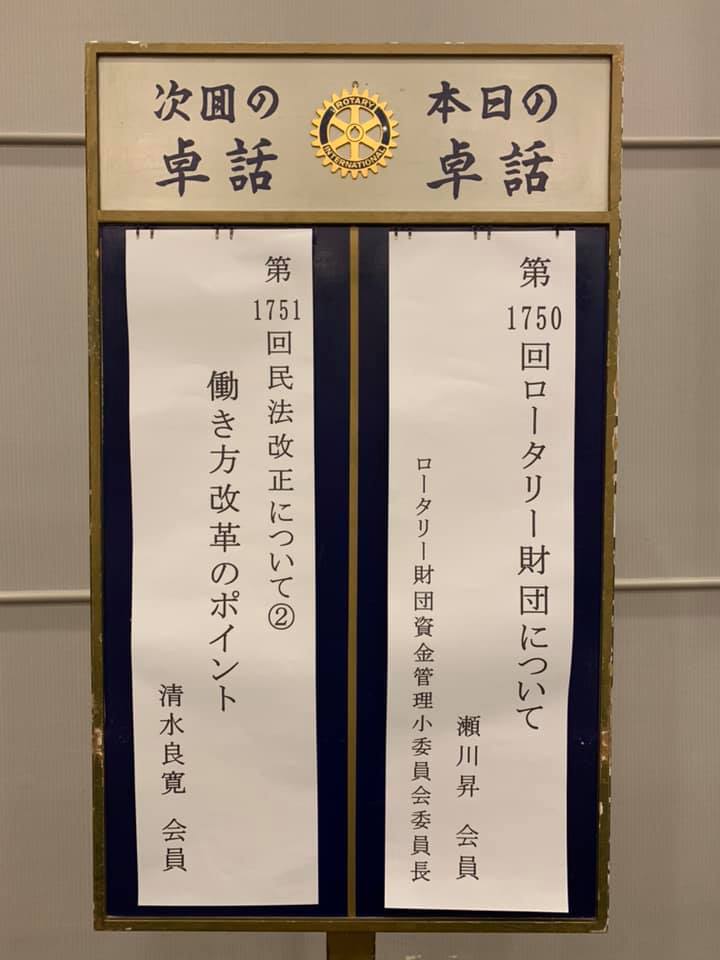 本日の
卓話
ROTARY
INTERNATIONAL
次回の
卓話
第1750回ロータリー財団について
瀬川昇 会員
ロータリー財団資金管理小委員会委員長
第1751回民法改正について②
働き方改革のポイント
清水良寛 会員